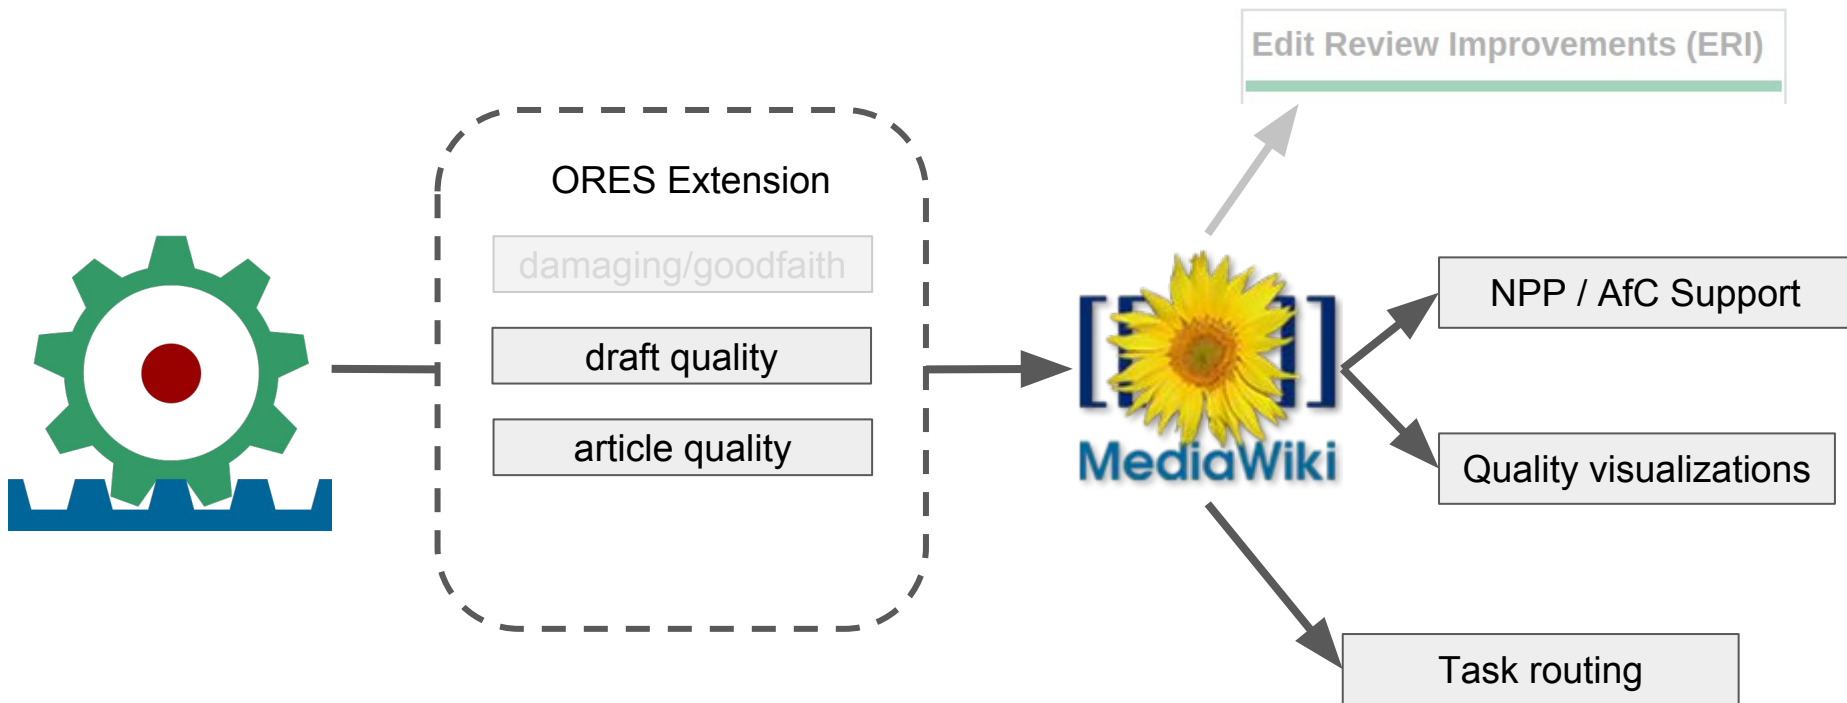 Edit Review Improvements (ERI)
ORES Extension
damaging/goodfaith
draft quality
article quality
[[ ]]
MediaWiki
NPP / AfC Support
Quality visualizations
Task routing